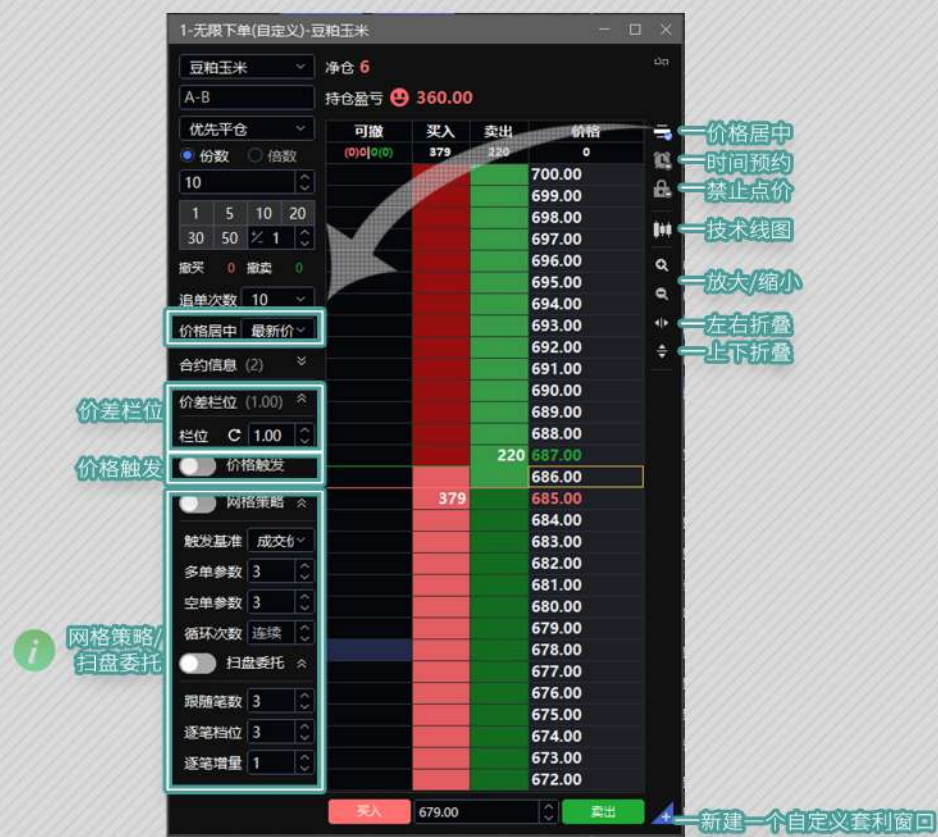 1-无限下单(自定义)-豆粕玉米
豆粕玉米
净仓 6
A-B
持仓盈亏 360.00
优先平仓
份数 倍数
10
1 5 10 20
30 50 1
撤买 0 撤卖 0
追单次数 10
价格居中 最新价
合约信息 (2)
价差栏位 (1.00)
栏位 1.00
价格触发
网格策略
触发基准 成交
多单参数 3
空单参数 3
循环次数 连续
扫盘委托
跟随笔数 3
逐笔档位 3
逐笔增量 1
可撤 买入 卖出 价格
(0)0|0(0) 379 220 0
700.00
699.00
698.00
697.00
696.00
695.00
694.00
693.00
692.00
691.00
690.00
689.00
688.00
220 687.00
686.00
379 685.00
684.00
683.00
682.00
681.00
680.00
679.00
678.00
677.00
676.00
675.00
674.00
673.00
672.00
买入 679.00 卖出
价格居中
时间预约
禁止点价
技术线图
放大/缩小
左右折叠
上下折叠
价差栏位
价格触发
网格策略/
扫盘委托
新建一个自定义套利窗口